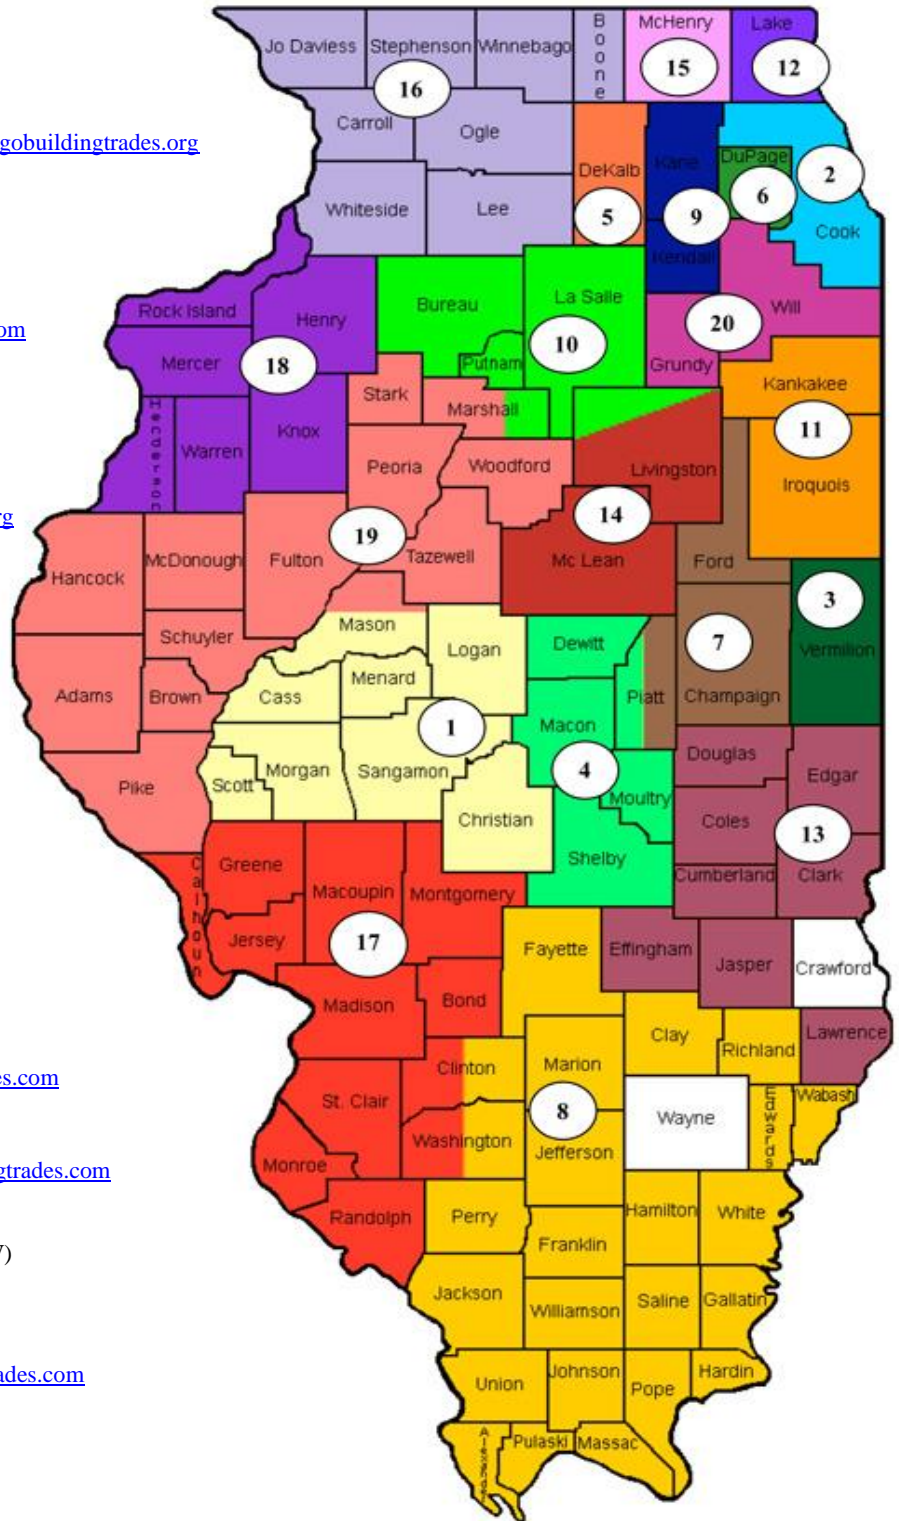 Jo Daviess Stephenson Winnebago Boone McHenry Lake
16 15 12
gobuildingtrades.org
Carroll Ogle DeKalb Kane DuPage 2
Whiteside Lee 5 9 6 Cook
Kendall
Rock Island Henry Bureau La Salle Will
om
Mercer 18 Putnam 10 20 Grundy
Stark Marshall Kankakee
Henderson Warren Knox 11
Peoria Woodford Livingston Iroquois
rg
19 14
Hancock McDonough Fulton Tazewell Mc Lean Ford
3
Schuyler Mason Logan Dewitt 7 Vermilion
Adams Brown Cass Menard Piatt Champaign
1 Macon
Pike Scott Morgan Sangamon 4 Douglas Edgar
Christian Moultry Coles 13
Calhoun Greene Macoupin Montgomery Shelby Cumberland Clark
Jersey 17 Fayette Effingham Jasper Crawford
Madison Bond Clay Richland Lawrence
es.com
St. Clair Clinton Marion Edwards Wabash
8 Wayne
Washington Jefferson
gtrades.com
Monroe
Randolph Perry Hamilton White
7)
Franklin
Jackson Williamson Saline Gallatin
ades.com
Union Johnson Pope Hardin
Alexander Pulaski Massac